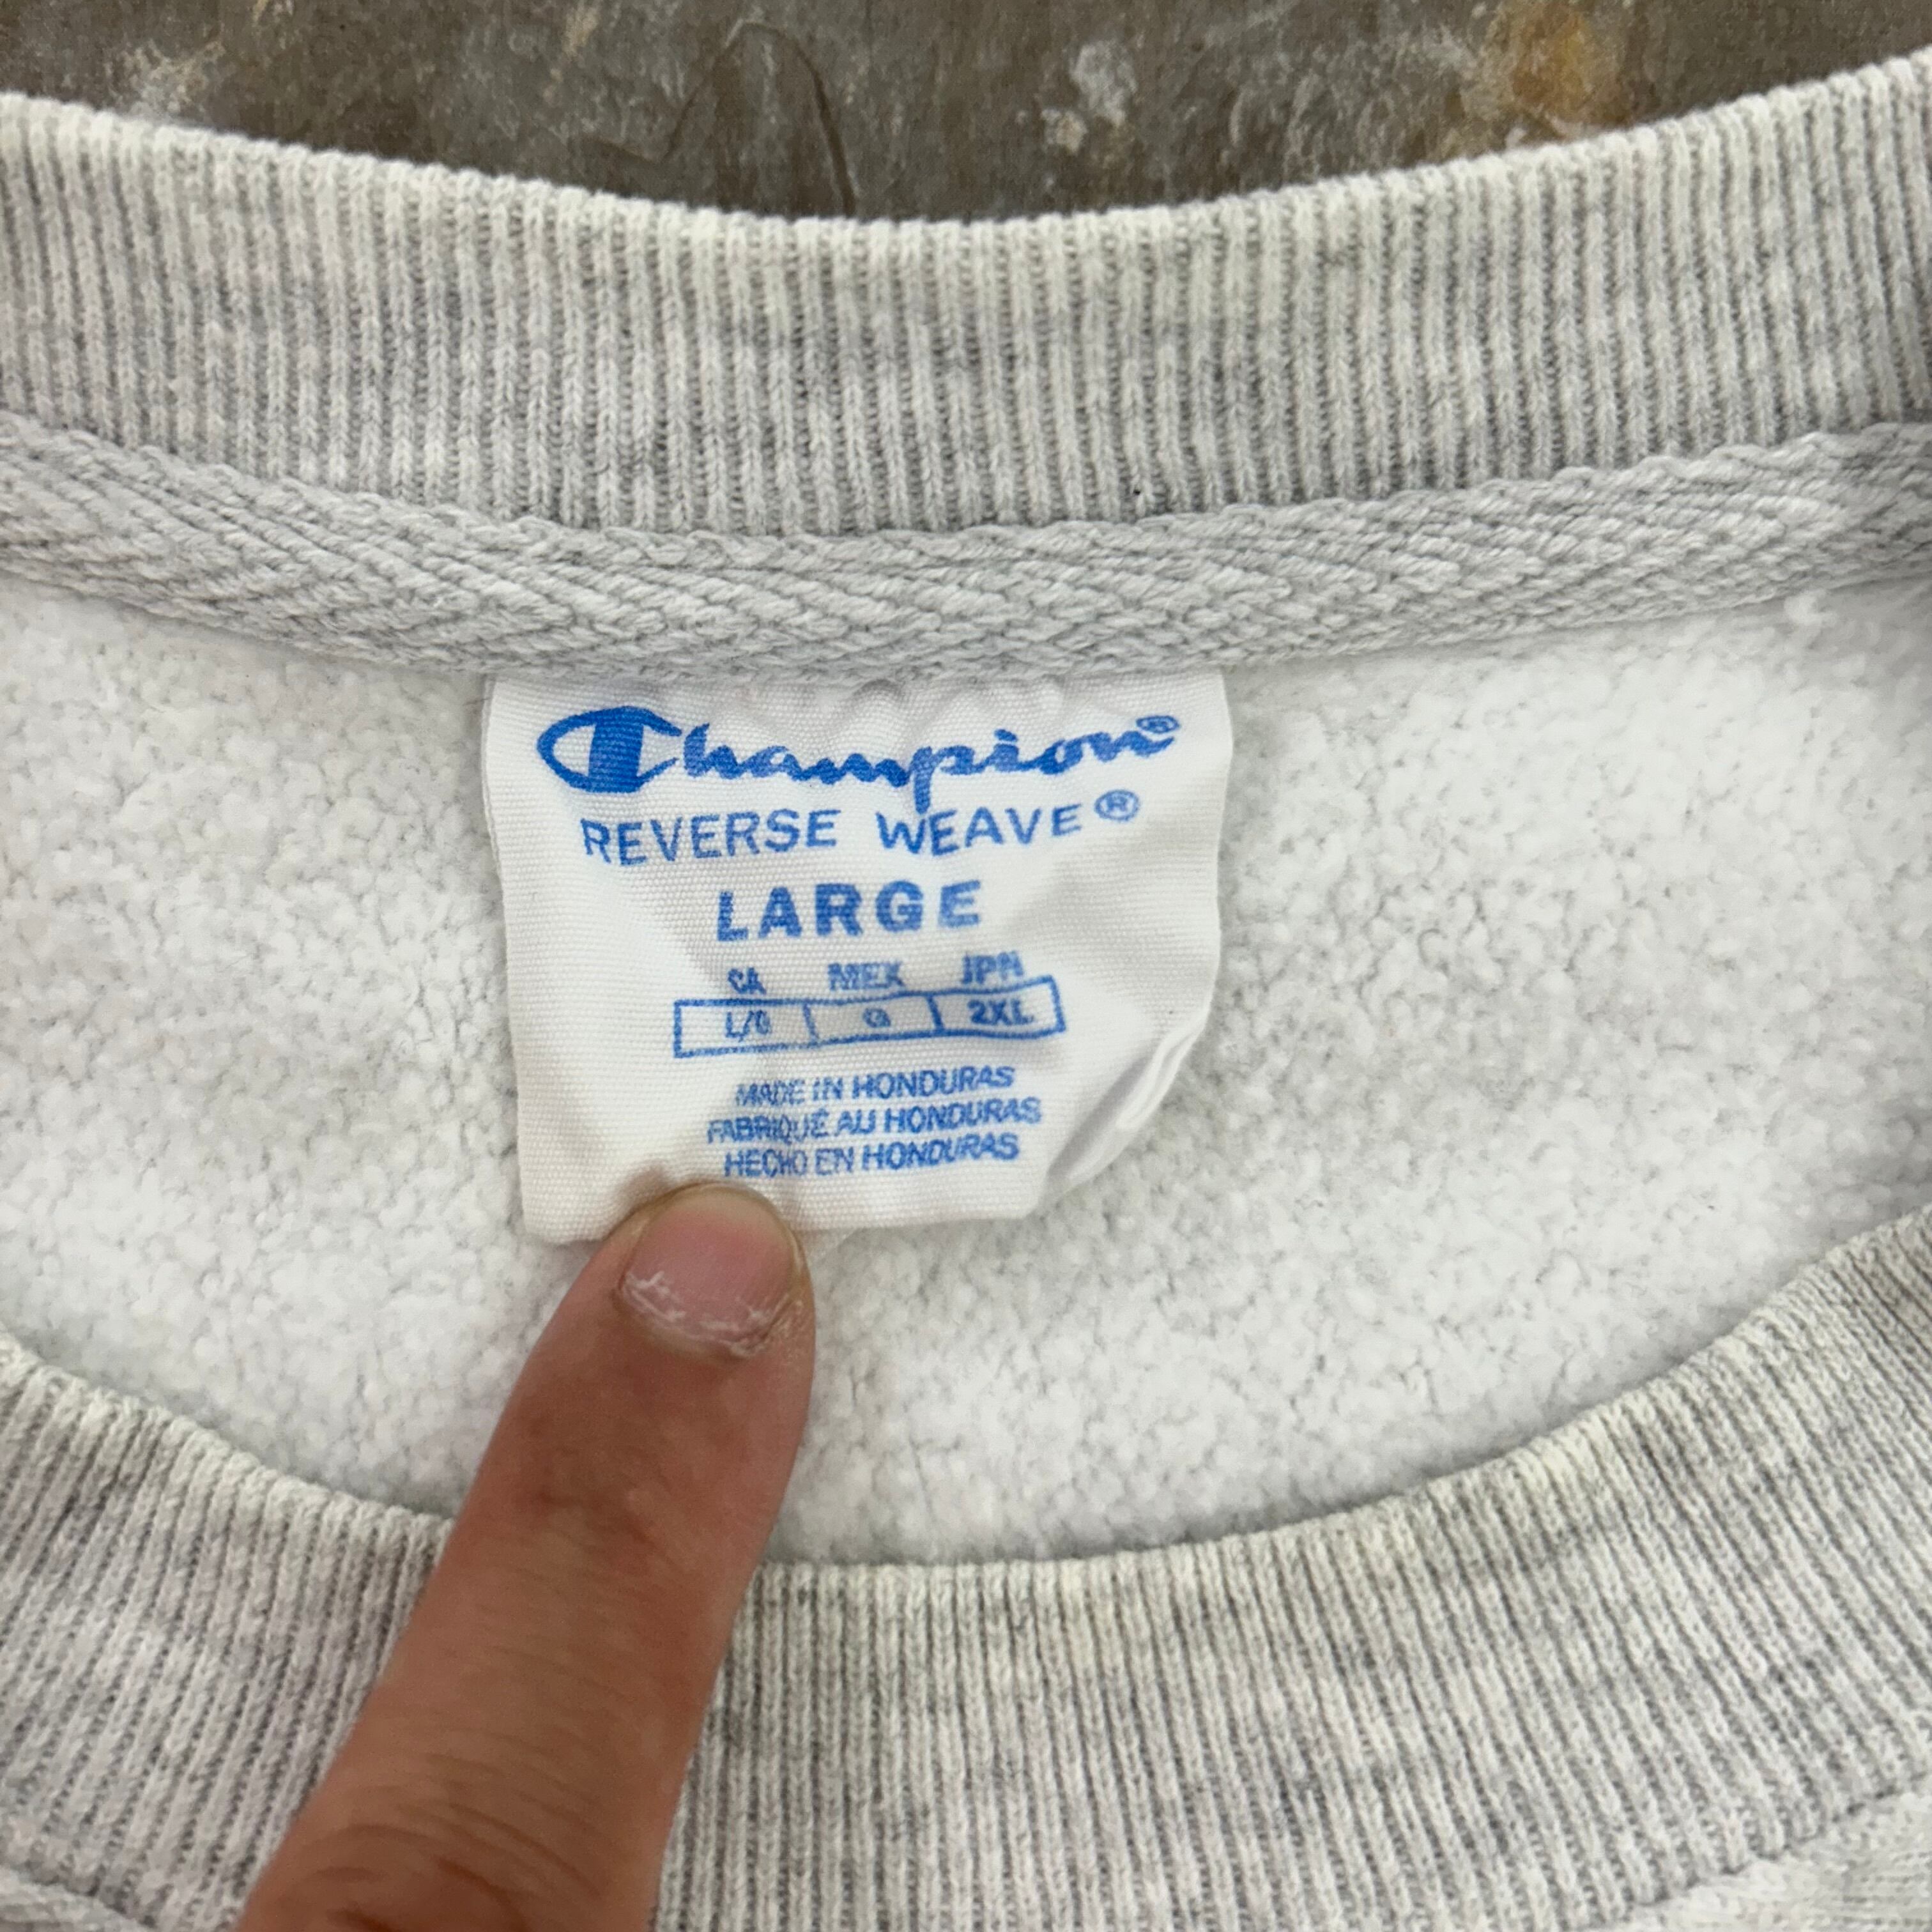 Champion®
REVERSE WEAVE®
LARGE
CA MEX JPN
L/G G 2XL
MADE IN HONDURAS
FABRIQUÉ AU HONDURAS
HECHO EN HONDURAS